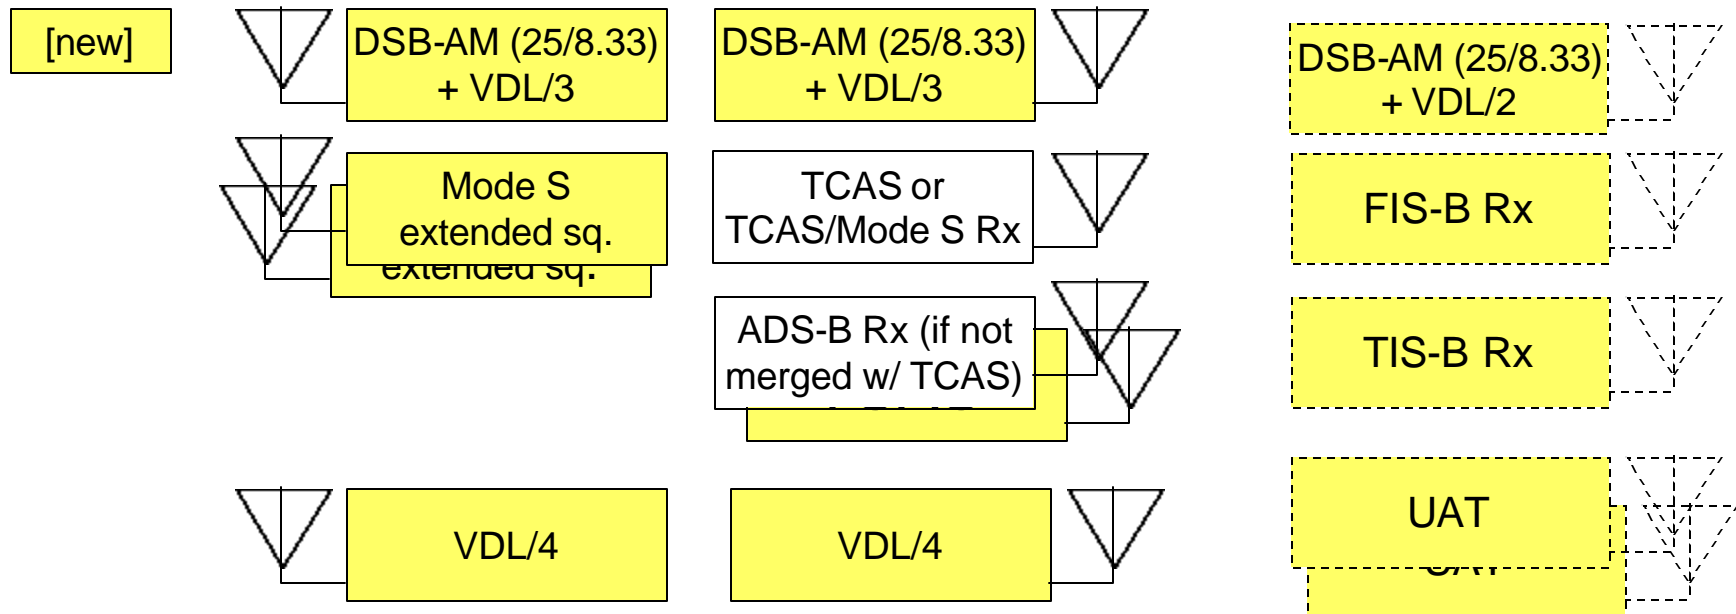 [new]
DSB-AM (25/8.33)
+ VDL/3
DSB-AM (25/8.33)
+ VDL/3
DSB-AM (25/8.33)
+ VDL/2
Mode S
extended sq.
extended sq.
TCAS or
TCAS/Mode S Rx
FIS-B Rx
ADS-B Rx (if not
merged w/ TCAS)
TIS-B Rx
VDL/4
VDL/4
UAT
UAT